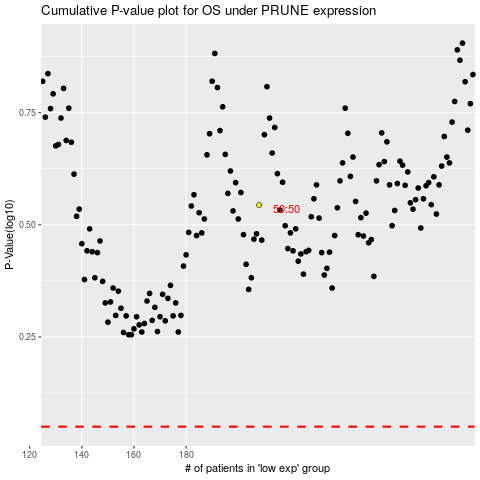 Cumulative P-value plot for OS under PRUNE expression
P-Value(log10)
0.75
0.50
0.25
50:50
120
140
160
180
# of patients in 'low exp' group